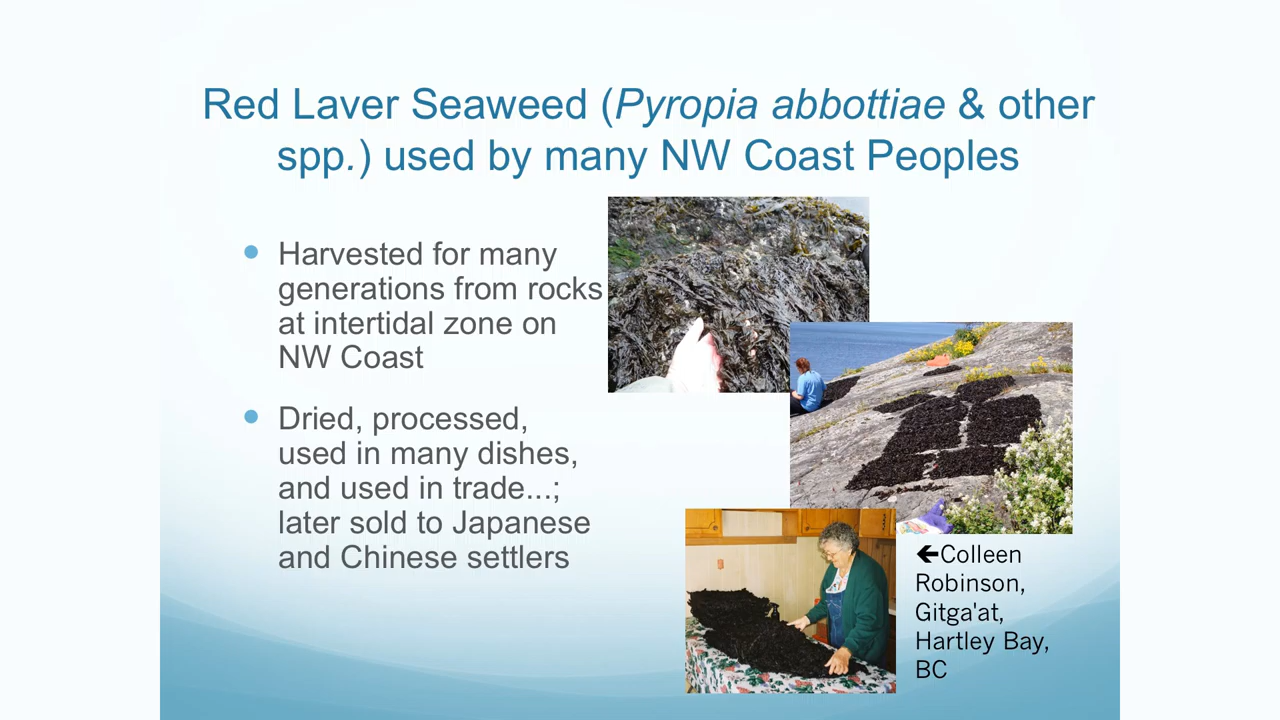 Red Laver Seaweed (Pyropia abbottiae & other
spp.) used by many NW Coast Peoples
• Harvested for many
generations from rocks
at intertidal zone on
NW Coast
• Dried, processed,
used in many dishes,
and used in trade...;
later sold to Japanese
and Chinese settlers
🡸Colleen
Robinson,
Gitga'at,
Hartley Bay,
BC